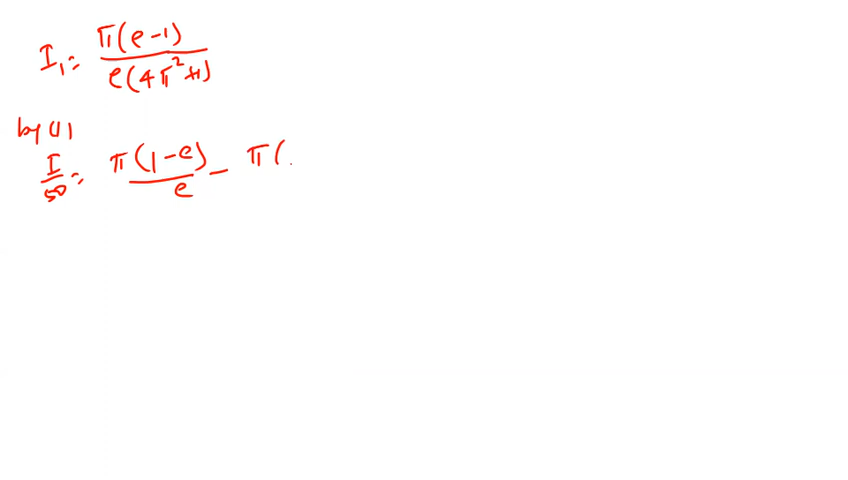 I₁ = π(e-1) / e(4π²+1)
by (1)
I/50 = π(1-e) / e - π(